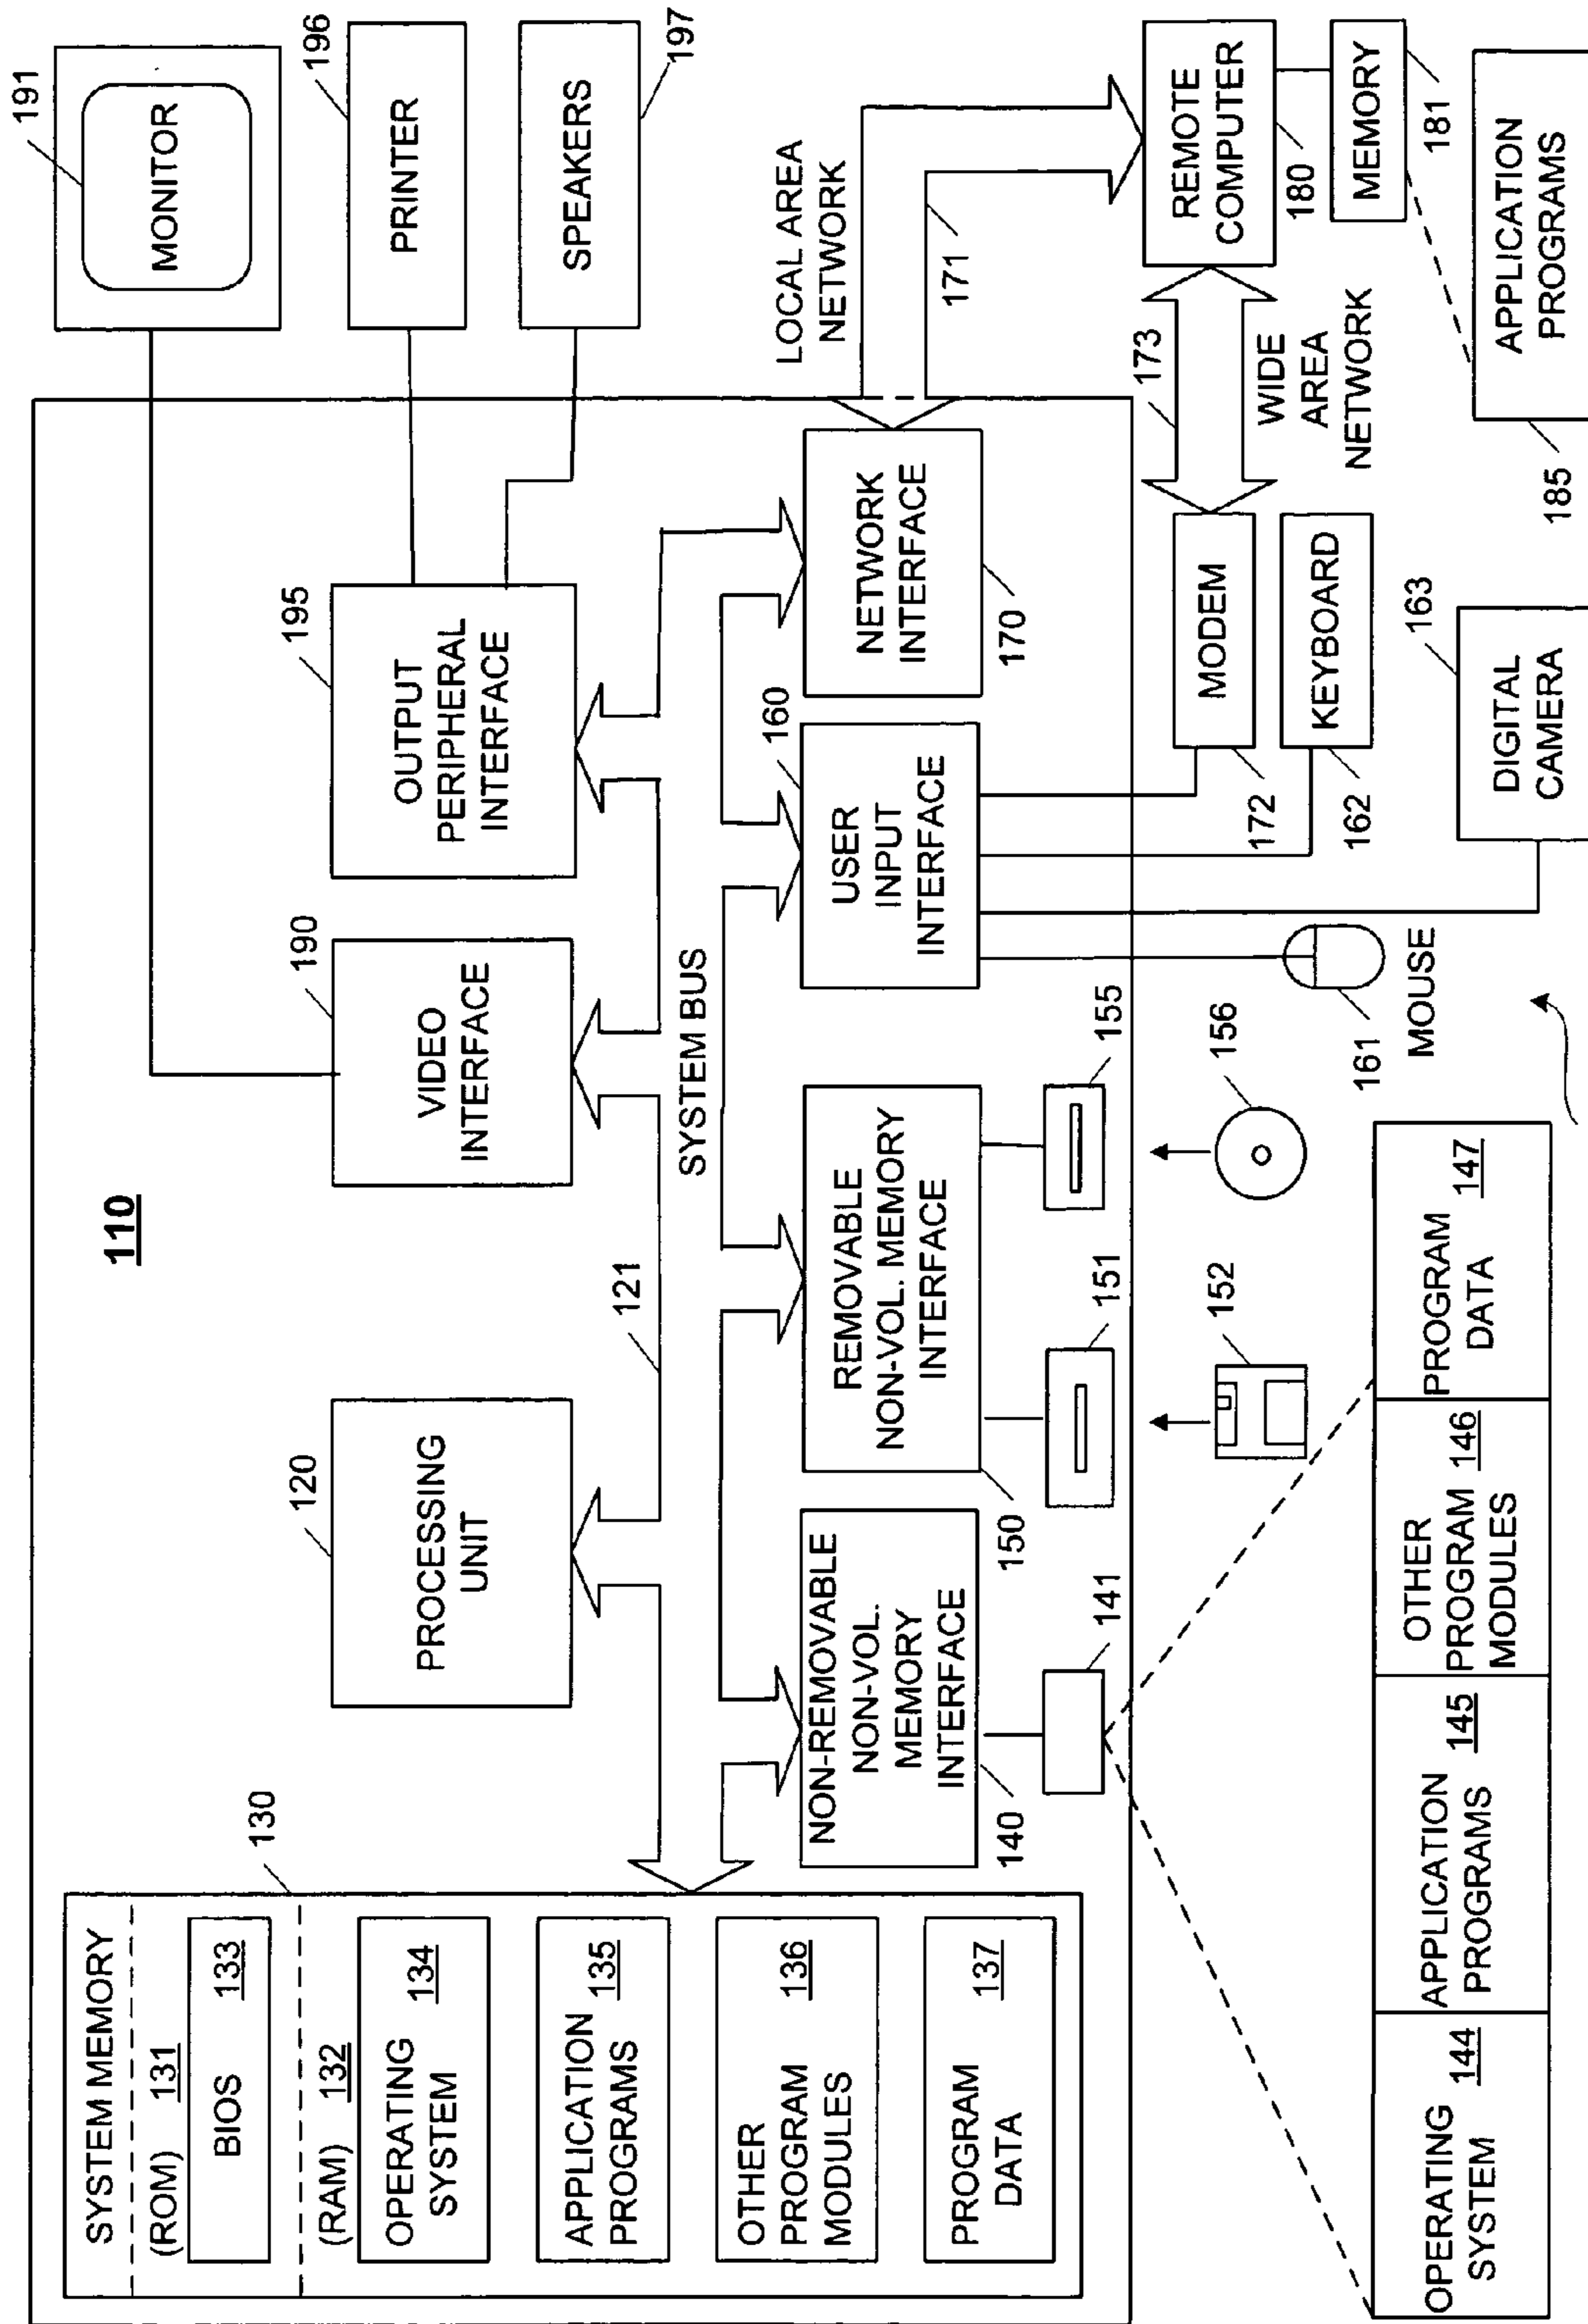 110
SYSTEM MEMORY
(ROM) 131
BIOS 133
(RAM) 132
OPERATING
SYSTEM 134
APPLICATION
PROGRAMS 135
OTHER
PROGRAM 136
MODULES
PROGRAM
DATA 137
130
120
PROCESSING
UNIT
190
VIDEO
INTERFACE
195
OUTPUT
PERIPHERAL
INTERFACE
191
MONITOR
196
PRINTER
SPEAKERS
197
121
SYSTEM BUS
NON-REMOVABLE
NON-VOL.
MEMORY
INTERFACE
140
141
REMOVABLE
NON-VOL. MEMORY
INTERFACE
150
151
155
160
USER
INPUT
INTERFACE
NETWORK
INTERFACE
170
LOCAL AREA
NETWORK
171
173
WIDE
AREA
NETWORK
REMOTE
COMPUTER
180
MEMORY
181
MODEM
172
KEYBOARD
162
152
156
161
MOUSE
163
DIGITAL
CAMERA
185
APPLICATION
PROGRAMS
OPERATING
SYSTEM 144
APPLICATION
PROGRAMS 145
OTHER
PROGRAM 146
MODULES
PROGRAM 147
DATA